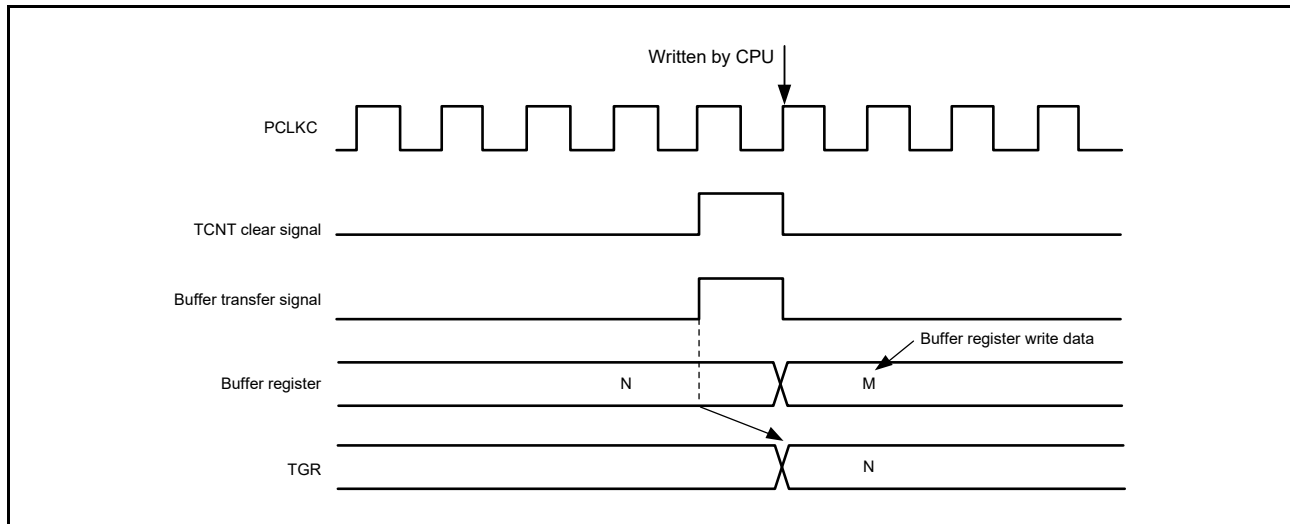 Written by CPU
PCLKC
TCNT clear signal
Buffer transfer signal
Buffer register write data
Buffer register
N
M
TGR
N